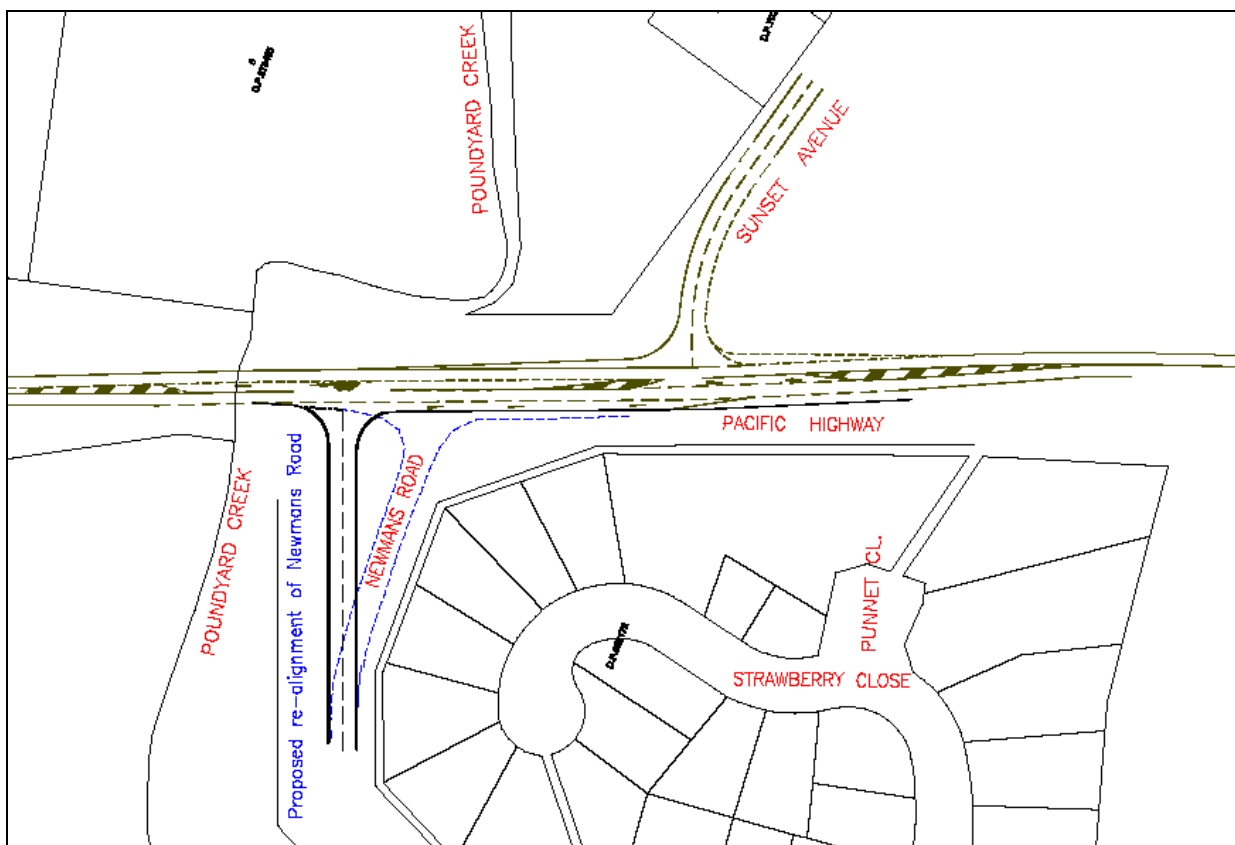 POUNDYARD CREEK
SUNSET AVENUE
PACIFIC HIGHWAY
POUNDYARD CREEK
Proposed re-alignment of Newmans Road
NEWMANS ROAD
PUNNET CL.
STRAWBERRY CLOSE